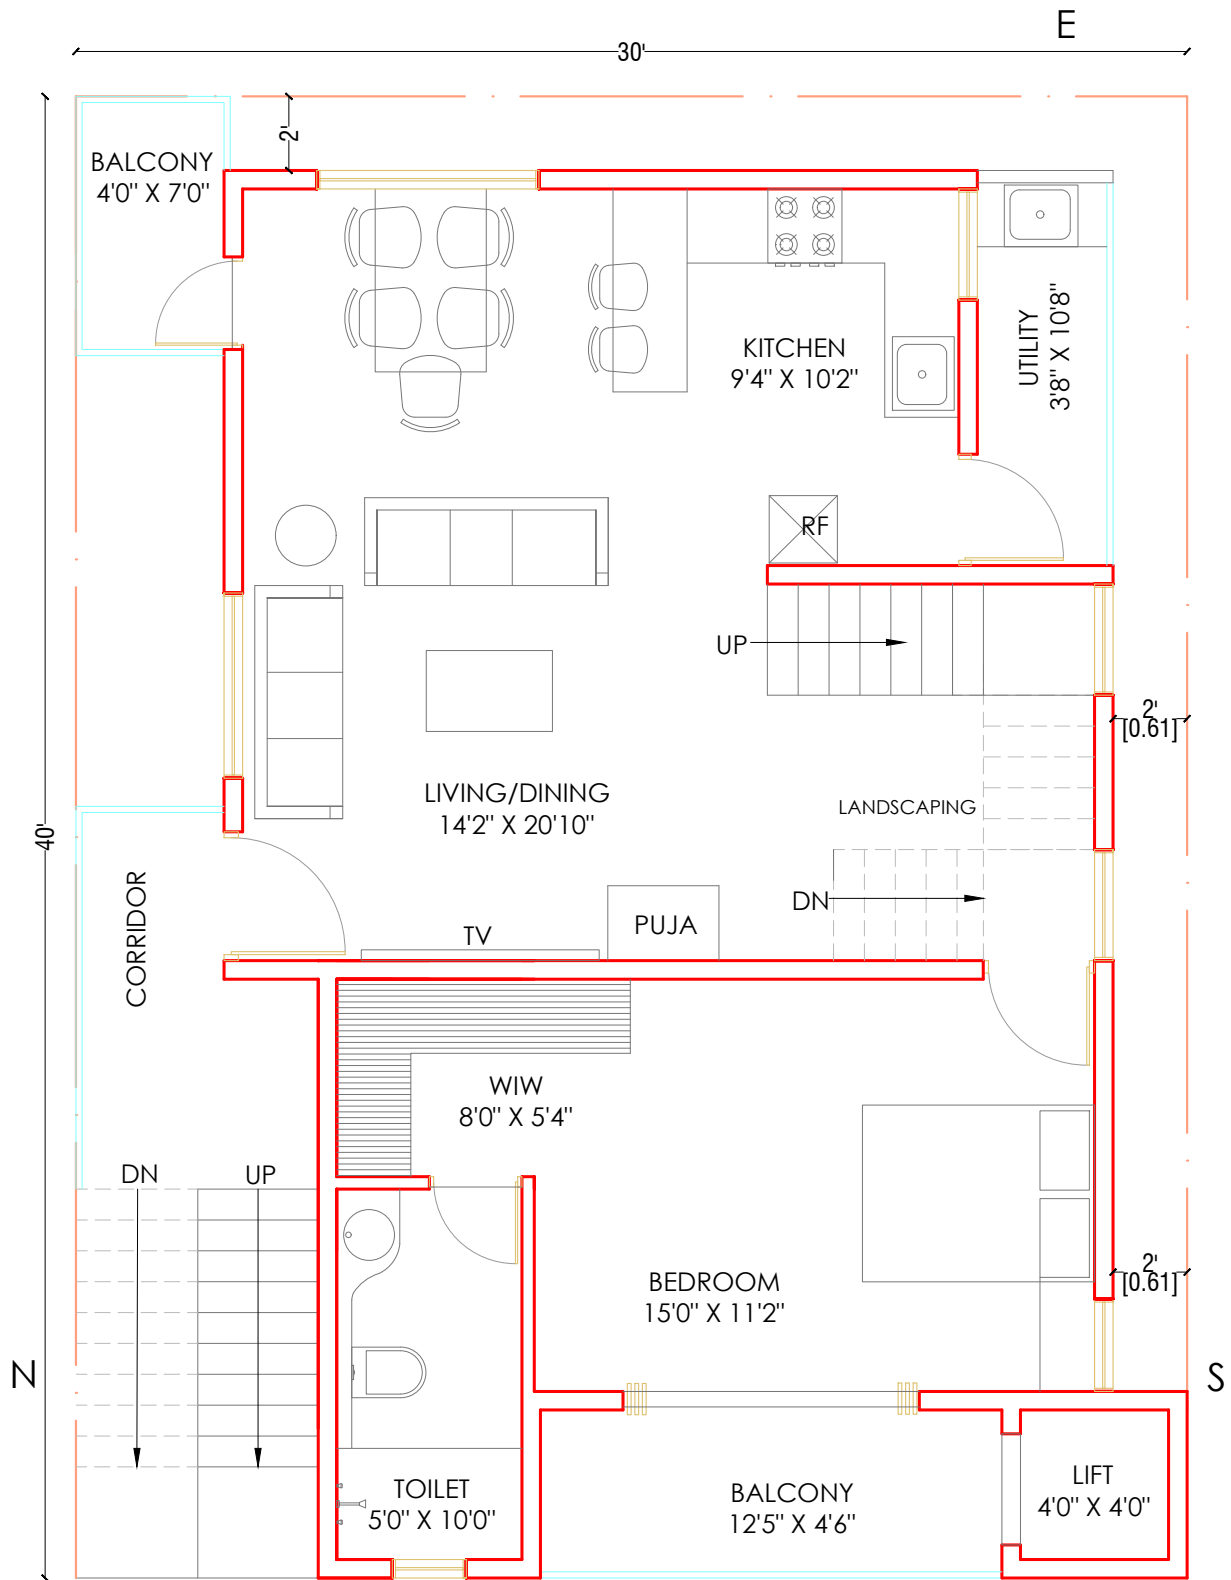 E
30'
2'
BALCONY
4'0" X 7'0"
KITCHEN
9'4" X 10'2"
UTILITY
3'8" X 10'8"
RF
UP
2'
[0.61]
LIVING/DINING
14'2" X 20'10"
LANDSCAPING
40'
CORRIDOR
DN
PUJA
TV
WIW
8'0" X 5'4"
DN
UP
BEDROOM
15'0" X 11'2"
2'
[0.61]
N
S
TOILET
5'0" X 10'0"
BALCONY
12'5" X 4'6"
LIFT
4'0" X 4'0"